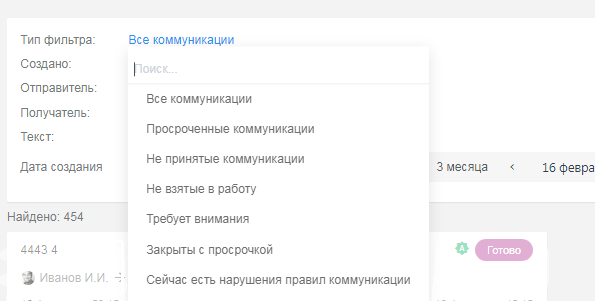 Тип фильтра: Все коммуникации
Создано:
Поиск...
Отправитель:
Все коммуникации
Получатель:
Просроченные коммуникации
Текст:
Не принятые коммуникации
Дата создания 3 месяца < 16 февра
Не взятые в работу
Найдено: 454
Требует внимания
4443 4
Закрыты с просрочкой
Готово
Иванов И.И.
Сейчас есть нарушения правил коммуникации